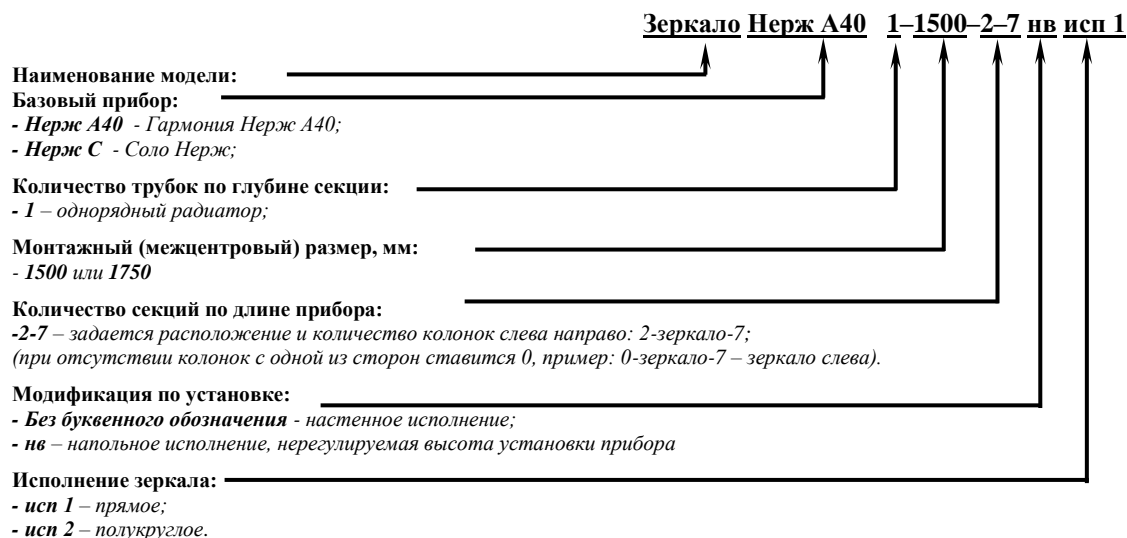 Зеркало Нерж А40 1–1500–2–7 нв исп 1
Наименование модели:
Базовый прибор:
- Нерж А40 - Гармония Нерж А40;
- Нерж С - Соло Нерж;
Количество трубок по глубине секции:
- 1 – однорядный радиатор;
Монтажный (межцентровый) размер, мм:
- 1500 или 1750
Количество секций по длине прибора:
-2-7 – задается расположение и количество колонок слева направо: 2-зеркало-7;
(при отсутствии колонок с одной из сторон ставится 0, пример: 0-зеркало-7 – зеркало слева).
Модификация по установке:
- Без буквенного обозначения - настенное исполнение;
- нв – напольное исполнение, нерегулируемая высота установки прибора
Исполнение зеркала:
- исп 1 – прямое;
- исп 2 – полукруглое.